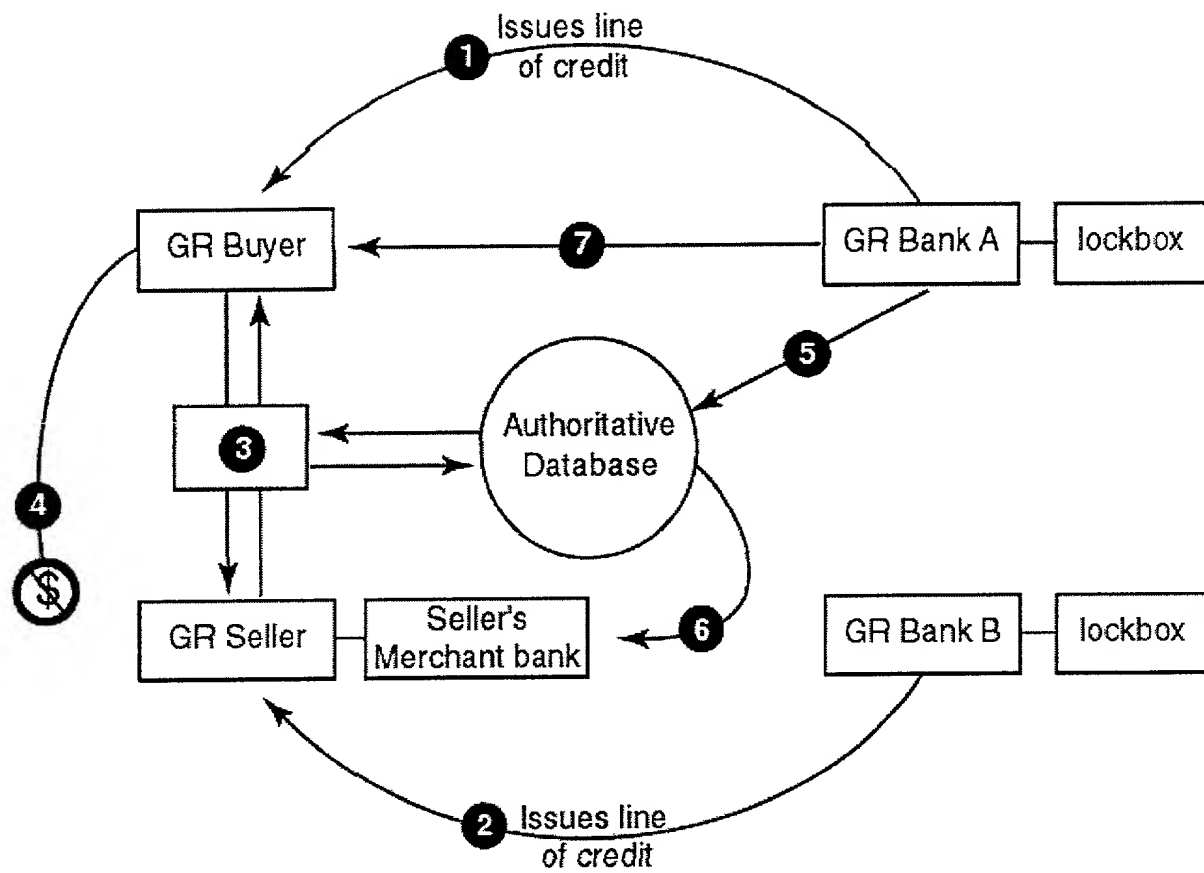 Issues line
1
of credit
GR Buyer
7
GR Bank A
lockbox
5
Authoritative
Database
3
4
$
GR Seller
Seller's
Merchant bank
6
GR Bank B
lockbox
2
Issues line
of credit